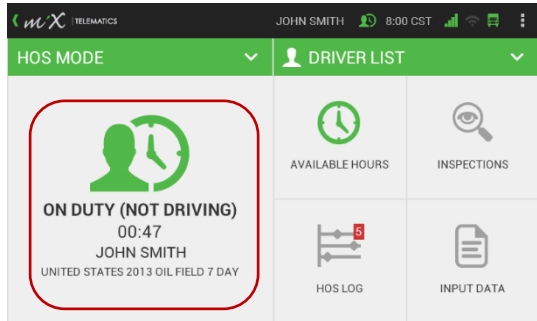 miX TELEMATICS JOHN SMITH 8:00 CST
HOS MODE
DRIVER LIST
ON DUTY (NOT DRIVING)
00:47
JOHN SMITH
UNITED STATES 2013 OIL FIELD 7 DAY
AVAILABLE HOURS
INSPECTIONS
5
HOS LOG
INPUT DATA